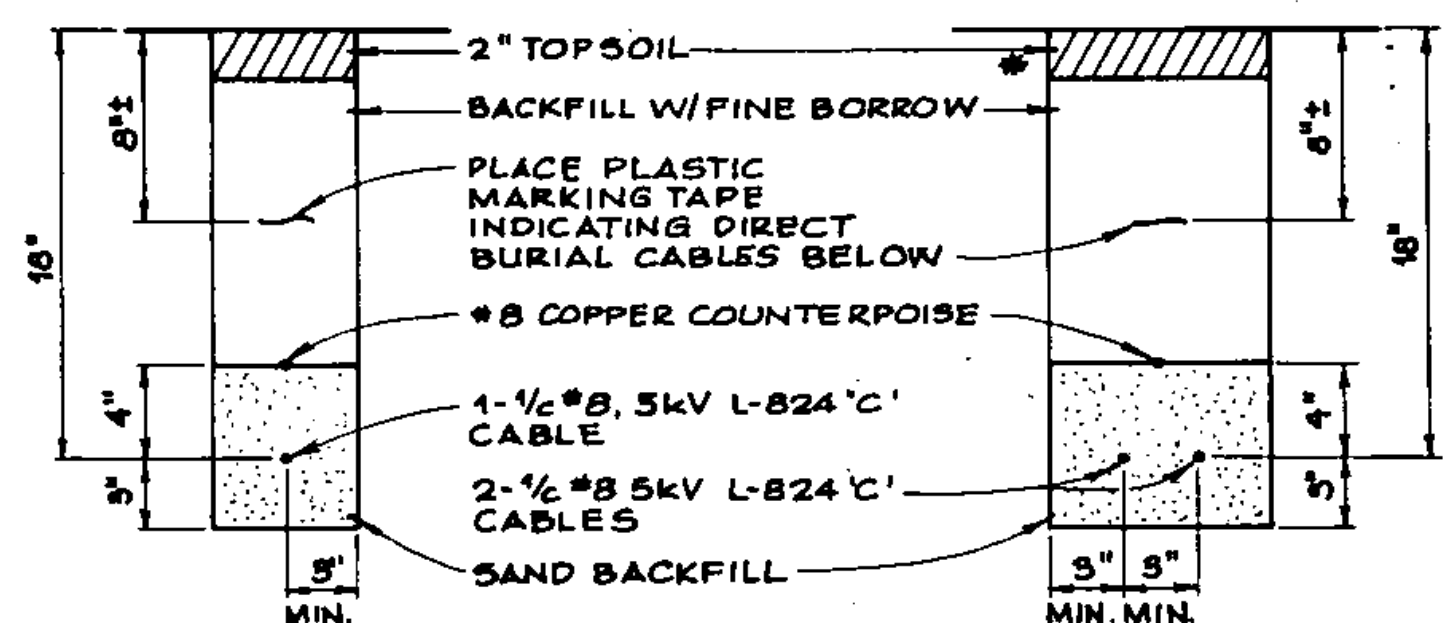 2" TOPSOIL
*
BACKFILL W/FINE BORROW
8"±
8"±
PLACE PLASTIC
MARKING TAPE
INDICATING DIRECT
BURIAL CABLES BELOW
18"
18"
#8 COPPER COUNTERPOISE
4"
4"
1-1/c #8, 5kV L-824 'C'
CABLE
3"
3"
2-1/c #8 5kV L-824 'C'
CABLES
SAND BACKFILL
3"
MIN.
3" 3"
MIN. MIN.